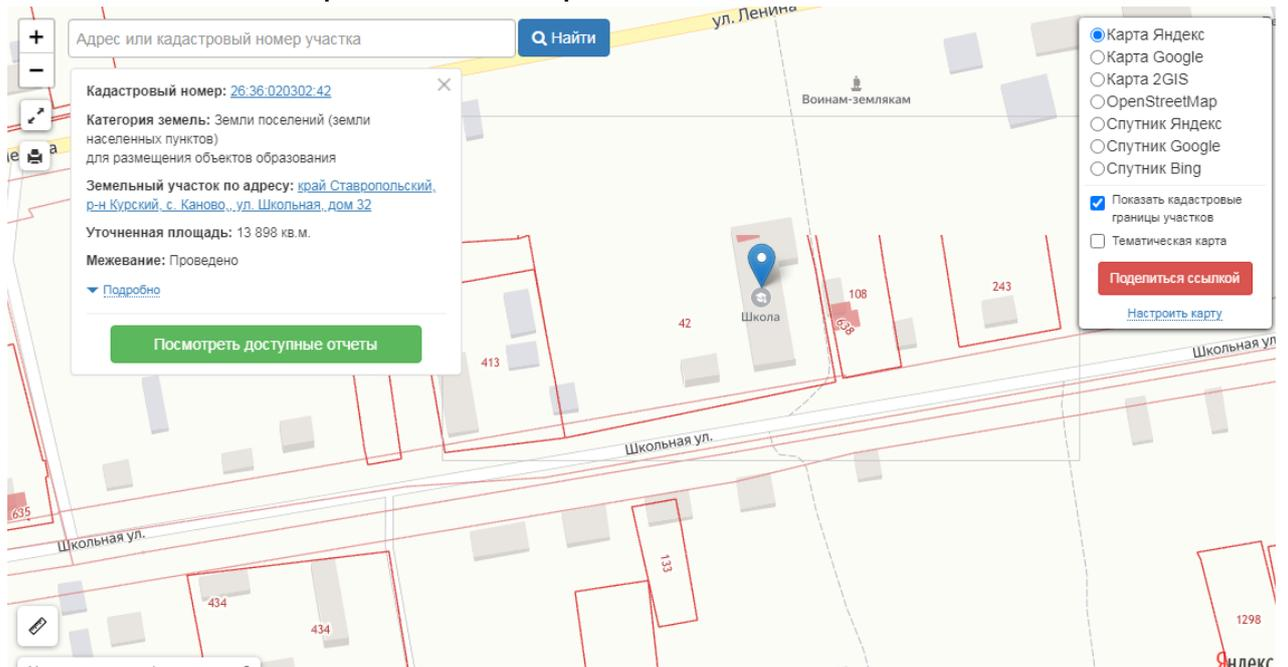 ул. Ленина
+
Адрес или кадастровый номер участка
Найти
−
Кадастровый номер: 26:36:020302:42
Категория земель: Земли поселений (земли
населенных пунктов)
для размещения объектов образования
Земельный участок по адресу: край Ставропольский,
р-н Курский, с. Каново,, ул. Школьная, дом 32
Уточненная площадь: 13 898 кв.м.
Межевание: Проведено
Подробно
Посмотреть доступные отчеты
Воинам-землякам
Карта Яндекс
Карта Google
Карта 2GIS
OpenStreetMap
Спутник Яндекс
Спутник Google
Спутник Bing
Показать кадастровые
границы участков
Тематическая карта
Поделиться ссылкой
Настроить карту
Школа
42
108
638
243
413
Школьная ул.
Школьная ул.
635
Школьная ул.
133
434
434
1298
Яндекс